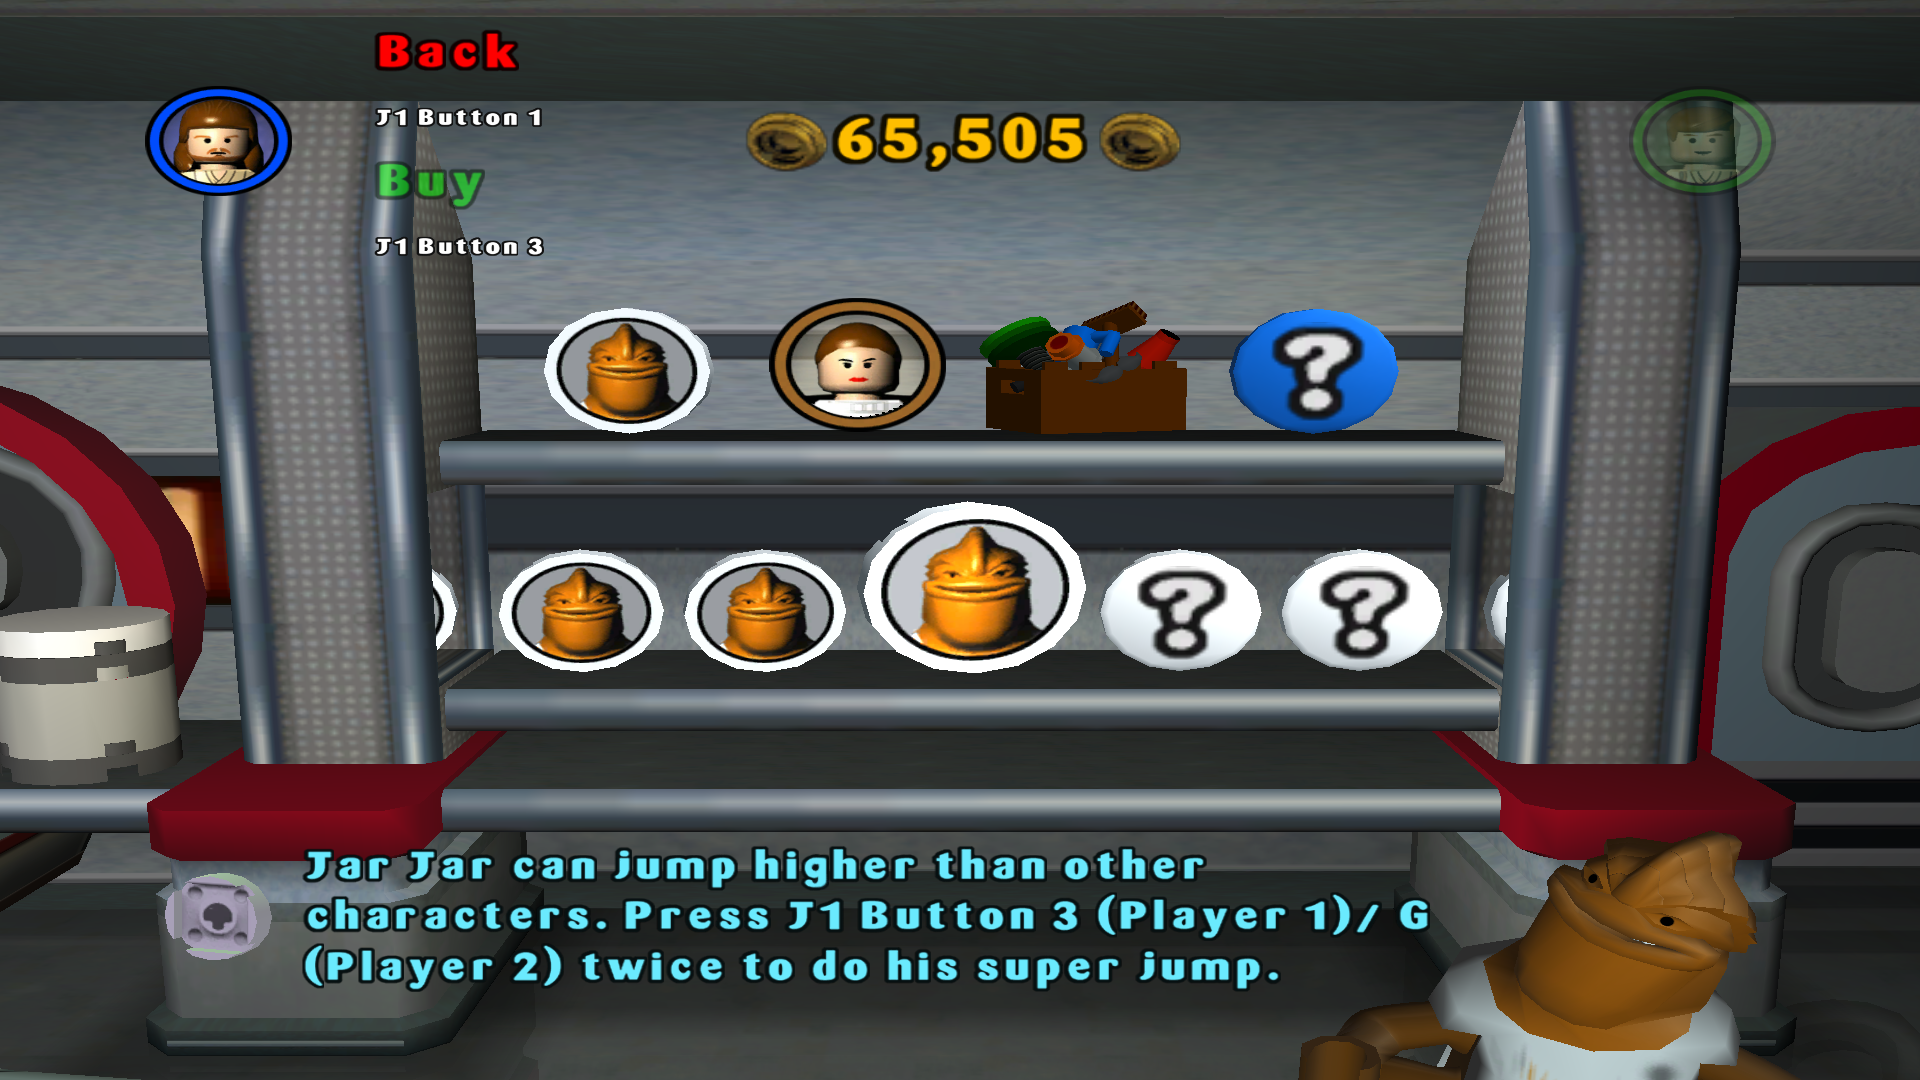 Back
J1 Button 1
65,505
Buy
J1 Button 3
?
? ?
Jar Jar can jump higher than other
characters. Press J1 Button 3 (Player 1)/ G
(Player 2) twice to do his super jump.